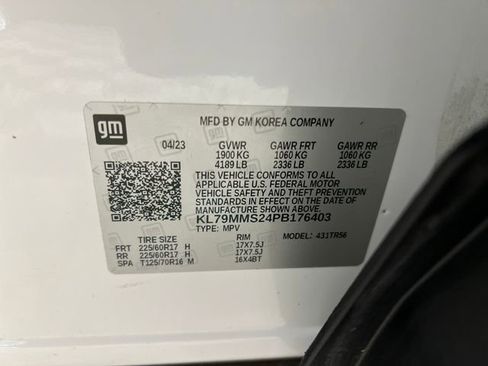 gm
MFD BY GM KOREA COMPANY
04/23 GVWR GAWR FRT GAWR RR
1900 KG 1060 KG 1060 KG
4189 LB 2336 LB 2336 LB
THIS VEHICLE CONFORMS TO ALL
APPLICABLE U.S. FEDERAL MOTOR
VEHICLE SAFETY AND THEFT PREVENTION
STANDARDS IN EFFECT ON THE DATE OF
MANUFACTURE SHOWN ABOVE.
KL79MMS24PB176403
TYPE: MPV MODEL: 431TR56
TIRE SIZE RIM
FRT 225/60R17 H 17X7.5J
RR 225/60R17 H 17X7.5J
SPA T125/70R16 M 16X4BT